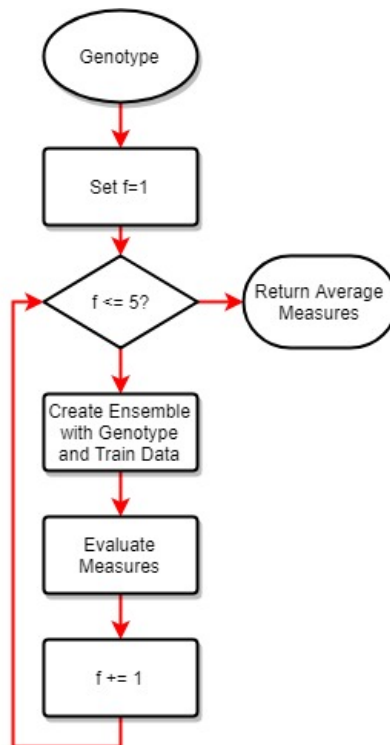 Genotype
Set f=1
f <= 5?
Return Average
Measures
Create Ensemble
with Genotype
and Train Data
Evaluate
Measures
f += 1